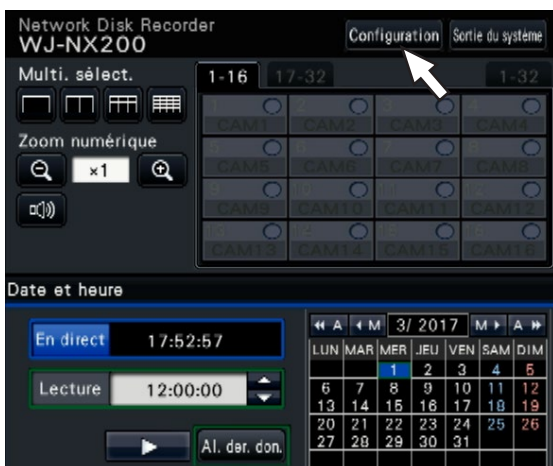 Network Disk Recorder
WJ-NX200
Configuration
Sortie du système
Multi. sélect.
1-16 17-32 1-32
1 2 3 4
CAM1 CAM2 CAM3 CAM4
5 6 7 8
CAM5 CAM6 CAM7 CAM8
9 10 11 12
CAM9 CAM10 CAM11 CAM12
13 14 15 16
CAM13 CAM14 CAM15 CAM16
Zoom numérique
×1
Date et heure
En direct 17:52:57
Lecture 12:00:00
Al. der. don.
A M 3/ 2017 M A
LUN MAR MER JEU VEN SAM DIM
1 2 3 4 5
6 7 8 9 10 11 12
13 14 15 16 17 18 19
20 21 22 23 24 25 26
27 28 29 30 31